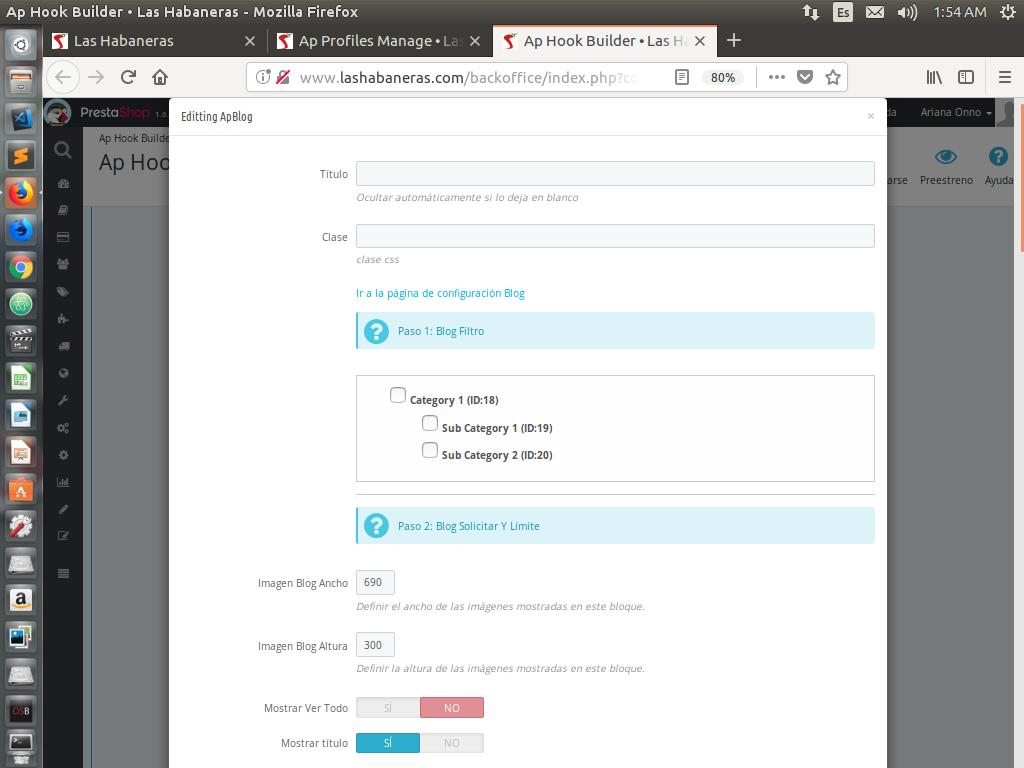 Ap Hook Builder • Las Habaneras - Mozilla Firefox
Es
1:54 AM
Las Habaneras
Ap Profiles Manage • Las
Ap Hook Builder • Las Ha
www.lashabaneras.com/backoffice/index.php?co
80%
Editting ApBlog
×
PrestaShop 1.6.
da
Ariana Onno
Ap Hook Builde
Ap Hoo
arse
Preestreno
Ayuda
Título
Ocultar automáticamente si lo deja en blanco
Clase
clase css
Ir a la página de configuración Blog
? Paso 1: Blog Filtro
Category 1 (ID:18)
Sub Category 1 (ID:19)
Sub Category 2 (ID:20)
? Paso 2: Blog Solicitar Y Límite
Imagen Blog Ancho 690
Definir el ancho de las imágenes mostradas en este bloque.
Imagen Blog Altura 300
Definir la altura de las imágenes mostradas en este bloque.
Mostrar Ver Todo SÍ NO
Mostrar título SÍ NO
a
OSB